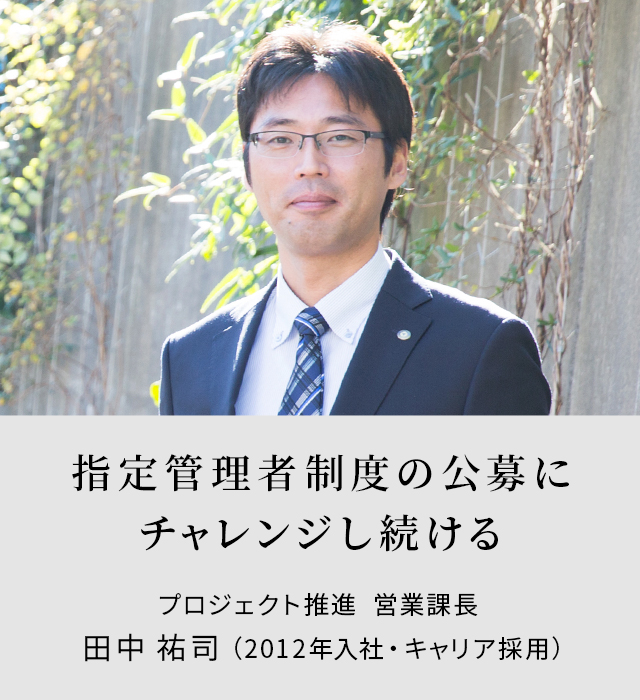 指定管理者制度の公募に
チャレンジし続ける
プロジェクト推進 営業課長
田中 祐司（2012年入社・キャリア採用）